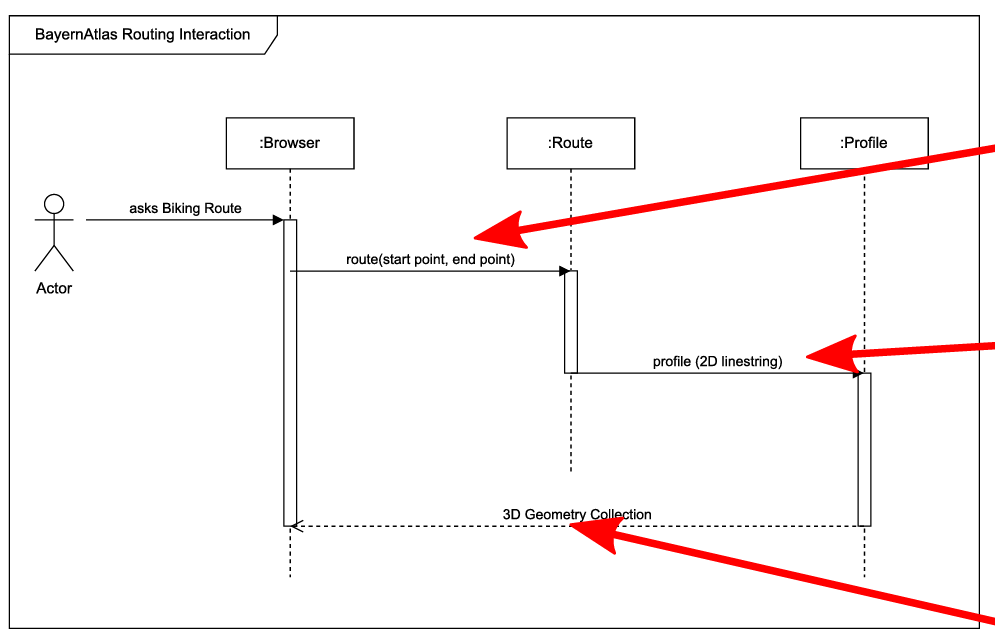 BayernAtlas Routing Interaction
:Browser
:Route
:Profile
asks Biking Route
route(start point, end point)
Actor
profile (2D linestring)
3D Geometry Collection